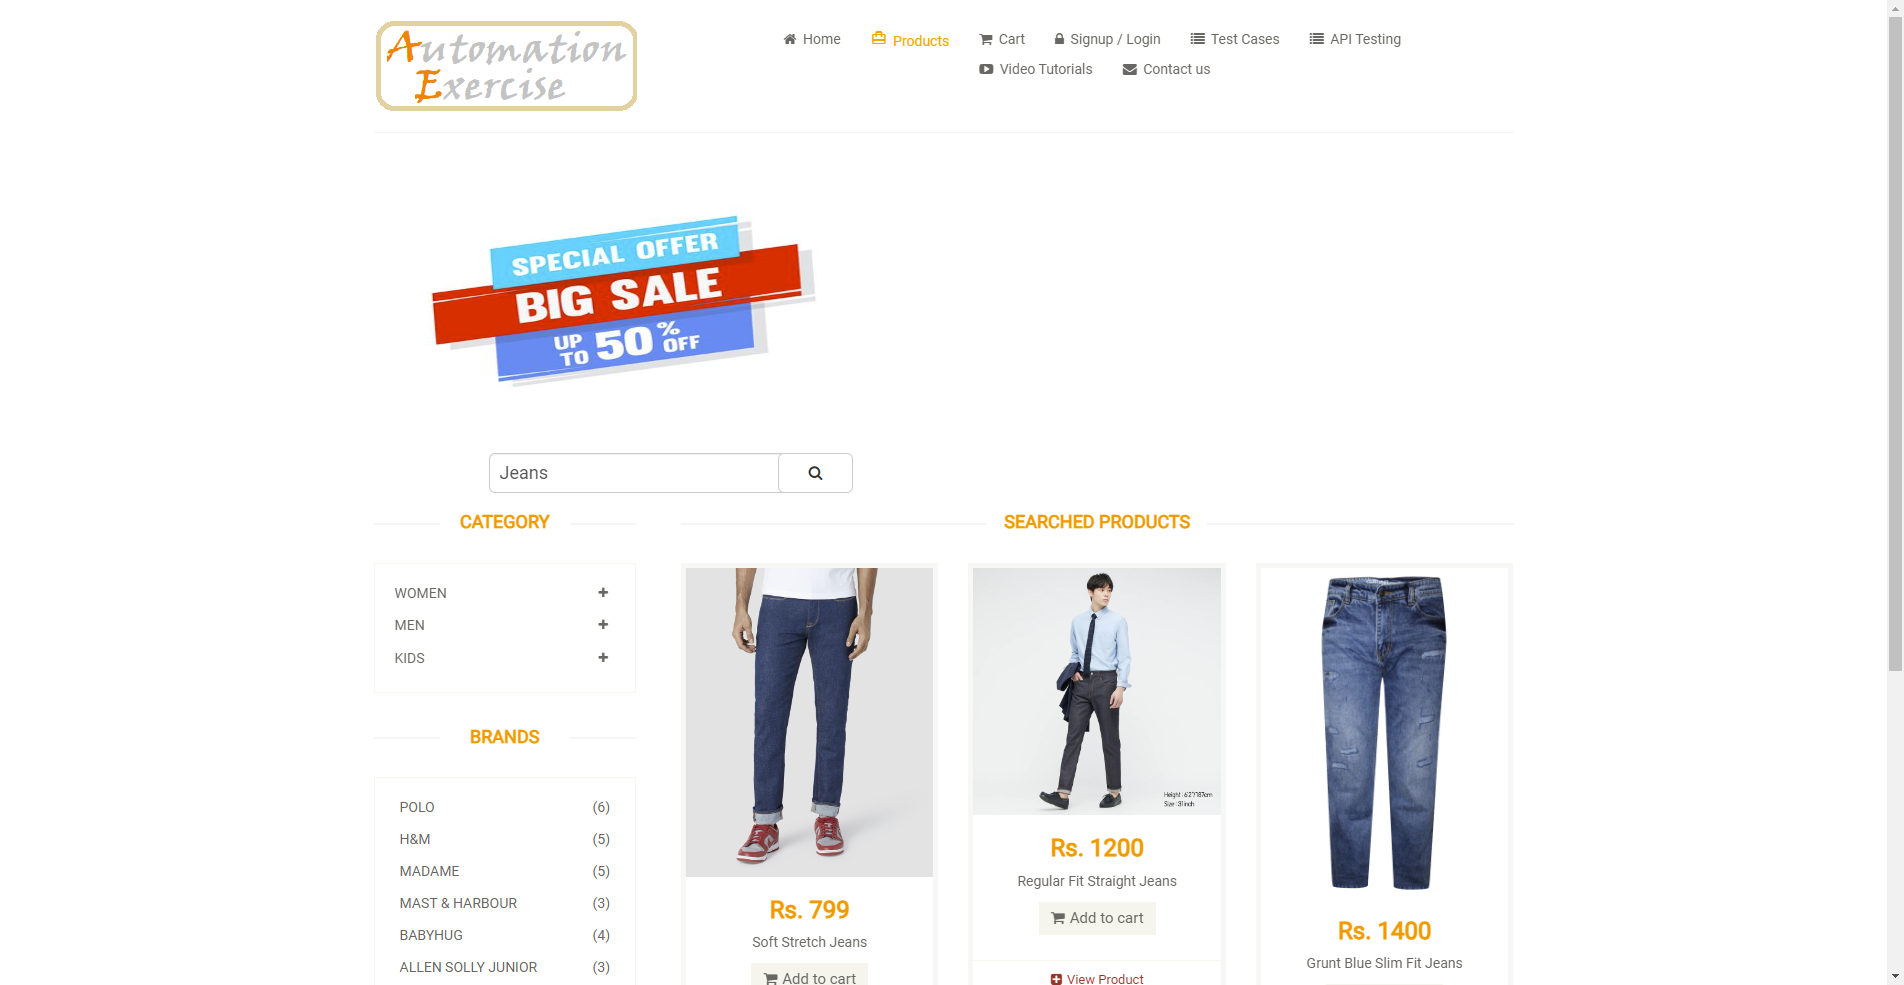 Automation
Exercise
Home
Products
Cart
Signup / Login
Test Cases
API Testing
Video Tutorials
Contact us
SPECIAL OFFER
BIG SALE
UP TO 50% OFF
Jeans
CATEGORY
WOMEN
MEN
KIDS
BRANDS
POLO (6)
H&M (5)
MADAME (5)
MAST & HARBOUR (3)
BABYHUG (4)
ALLEN SOLLY JUNIOR (3)
SEARCHED PRODUCTS
Rs. 799
Soft Stretch Jeans
Add to cart
Height : 6'2"/187cm
Size : 31inch
Rs. 1200
Regular Fit Straight Jeans
Add to cart
View Product
Rs. 1400
Grunt Blue Slim Fit Jeans